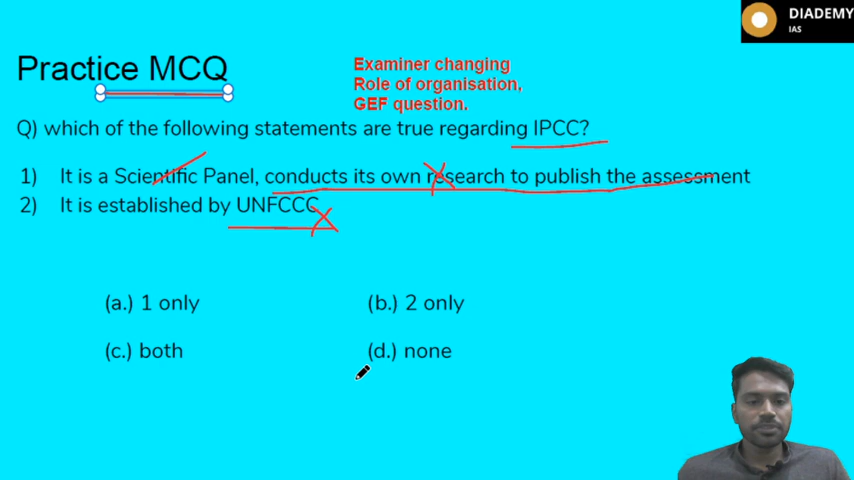 DIADEMY
IAS
Practice MCQ
Examiner changing
Role of organisation,
GEF question.
Q) which of the following statements are true regarding IPCC?
1) It is a Scientific Panel, conducts its own research to publish the assessment
2) It is established by UNFCCC
(a.) 1 only
(b.) 2 only
(c.) both
(d.) none